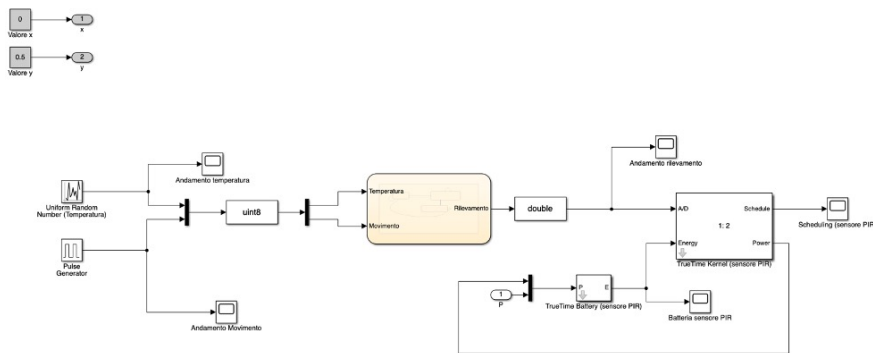 0
1
Valore x
x
0.5
2
Valore y
y
Andamento temperatura
Andamento rilevamento
Uniform Random
Number (Temperatura)
uint8
Temperatura
Movimento
Rilevamento
double
A/D
Schedule
1: 2
Energy
Power
TrueTime Kernel (sensore PIR)
Scheduling (sensore PIR
Pulse
Generator
Andamento Movimento
1
P
P
E
TrueTime Battery (sensore PIR)
Batteria sensore PIR